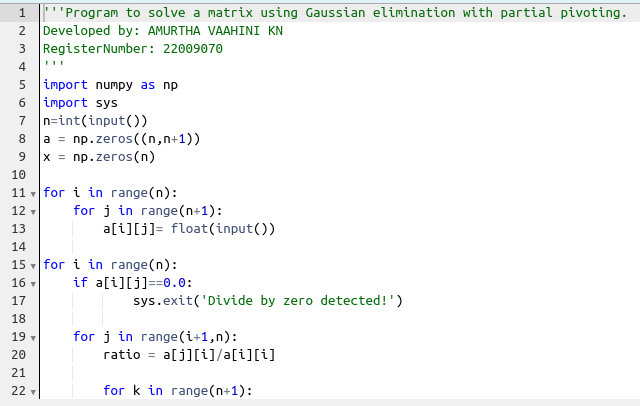 1 '''Program to solve a matrix using Gaussian elimination with partial pivoting.
2 Developed by: AMURTHA VAAHINI KN
3 RegisterNumber: 22009070
4 '''
5 import numpy as np
6 import sys
7 n=int(input())
8 a = np.zeros((n,n+1))
9 x = np.zeros(n)
10
11 for i in range(n):
12     for j in range(n+1):
13         a[i][j]= float(input())
14
15 for i in range(n):
16     if a[i][j]==0.0:
17             sys.exit('Divide by zero detected!')
18
19     for j in range(i+1,n):
20         ratio = a[j][i]/a[i][i]
21
22         for k in range(n+1):